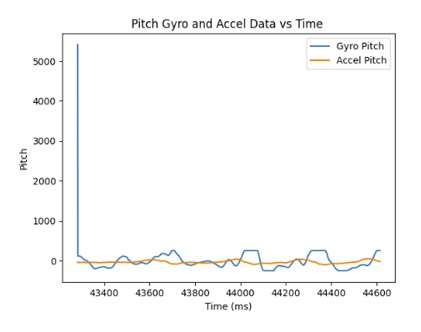 Pitch Gyro and Accel Data vs Time
Gyro Pitch
Accel Pitch
Pitch
5000
4000
3000
2000
1000
0
43400 43600 43800 44000 44200 44400 44600
Time (ms)